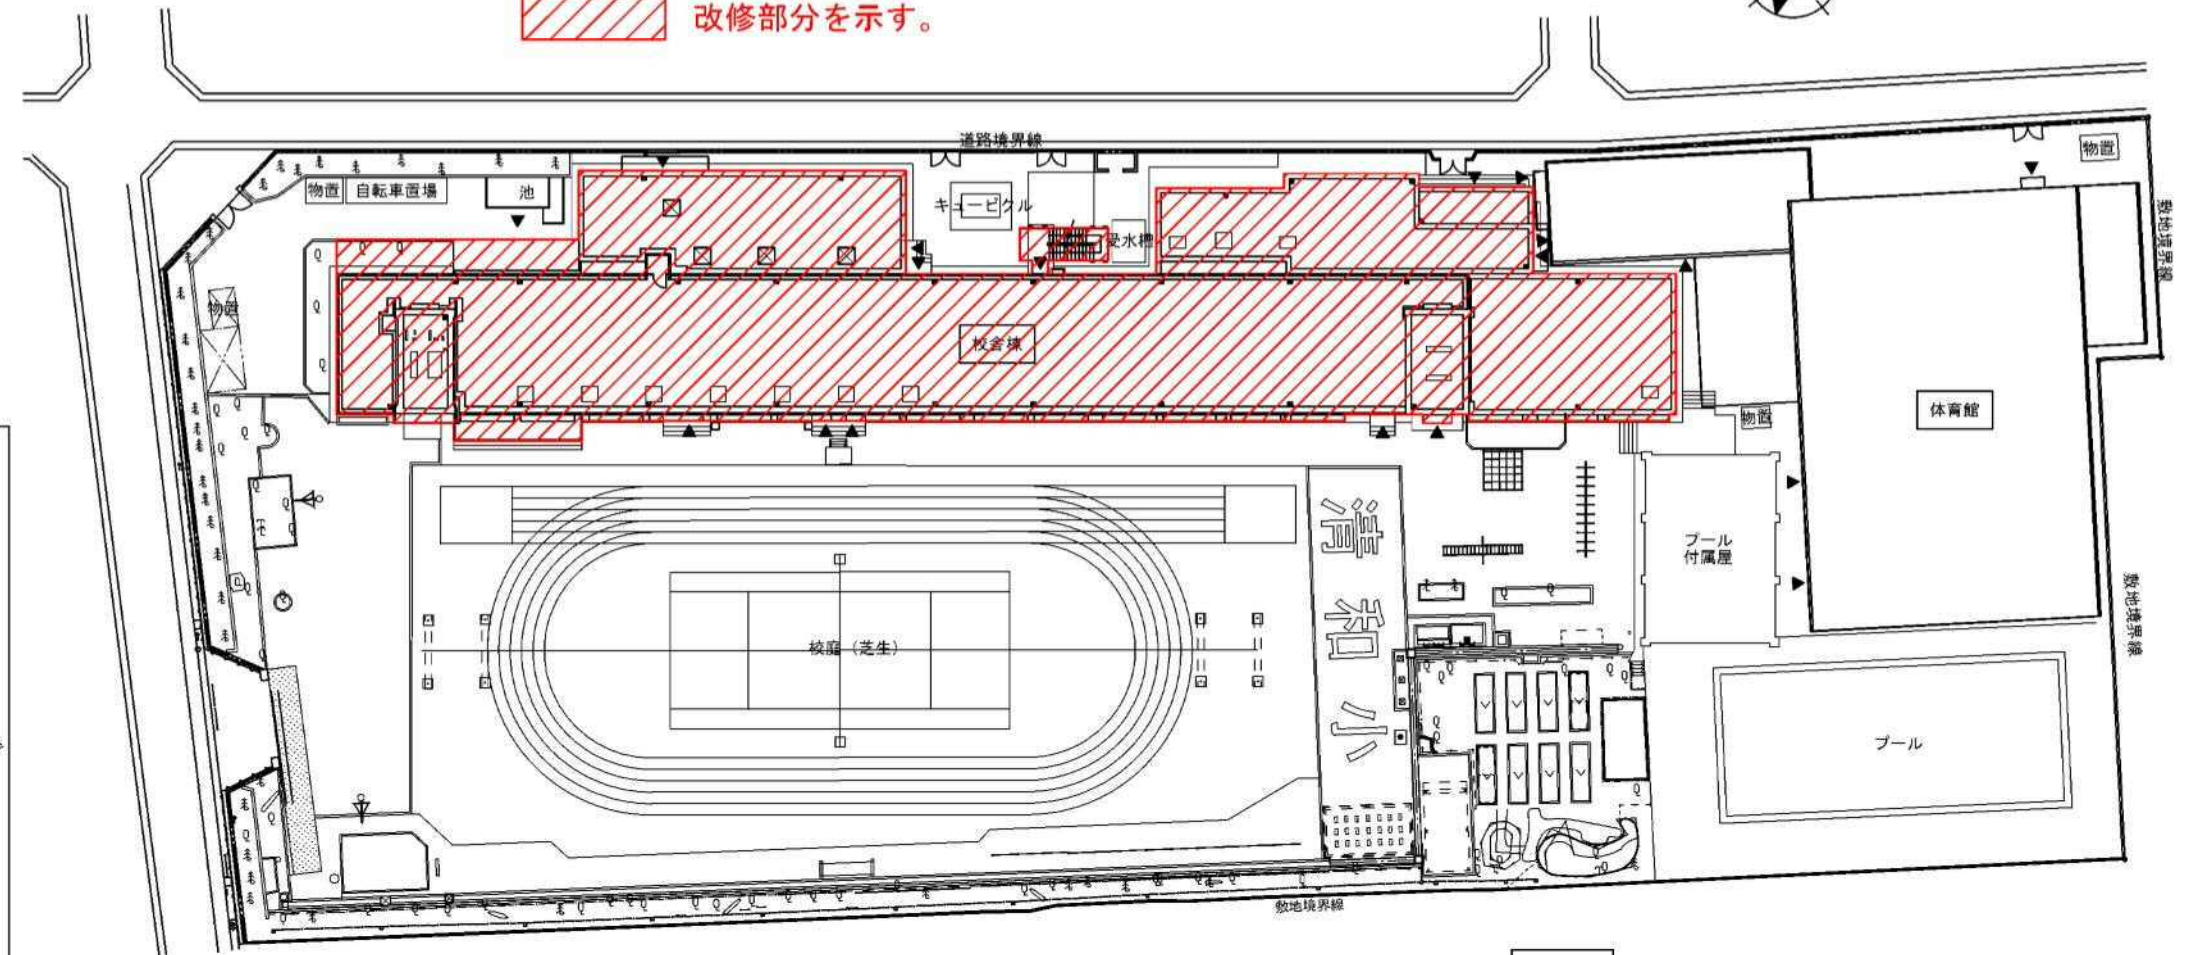 改修部分を示す。
道路境界線
物置
物置
自転車置場
池
キュービクル
受水槽
敷地境界線
物置
校舎棟
物置
体育館
清和小
プール
付属屋
校庭（芝生）
敷地境界線
プール
敷地境界線